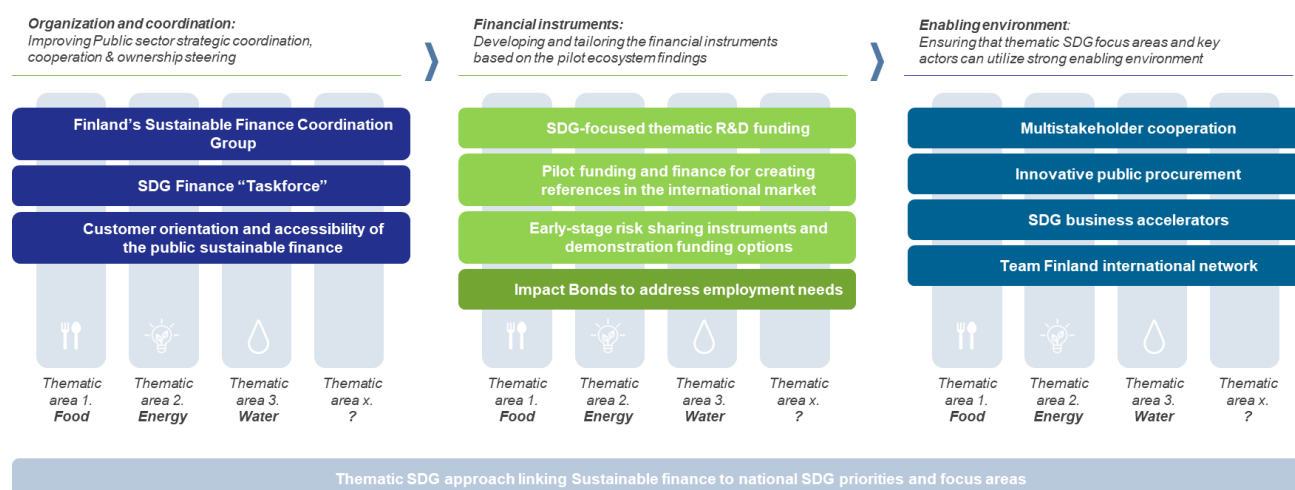 Organization and coordination:
Improving Public sector strategic coordination,
cooperation & ownership steering
Financial instruments:
Developing and tailoring the financial instruments
based on the pilot ecosystem findings
Enabling environment:
Ensuring that thematic SDG focus areas and key
actors can utilize strong enabling environment
Finland’s Sustainable Finance Coordination
Group
SDG Finance “Taskforce”
Customer orientation and accessibility of
the public sustainable finance
SDG-focused thematic R&D funding
Pilot funding and finance for creating
references in the international market
Early-stage risk sharing instruments and
demonstration funding options
Impact Bonds to address employment needs
Multistakeholder cooperation
Innovative public procurement
SDG business accelerators
Team Finland international network
Thematic
area 1.
Food
Thematic
area 2.
Energy
Thematic
area 3.
Water
Thematic
area x.
?
Thematic
area 1.
Food
Thematic
area 2.
Energy
Thematic
area 3.
Water
Thematic
area x.
?
Thematic
area 1.
Food
Thematic
area 2.
Energy
Thematic
area 3.
Water
Thematic
area x.
?
Thematic SDG approach linking Sustainable finance to national SDG priorities and focus areas